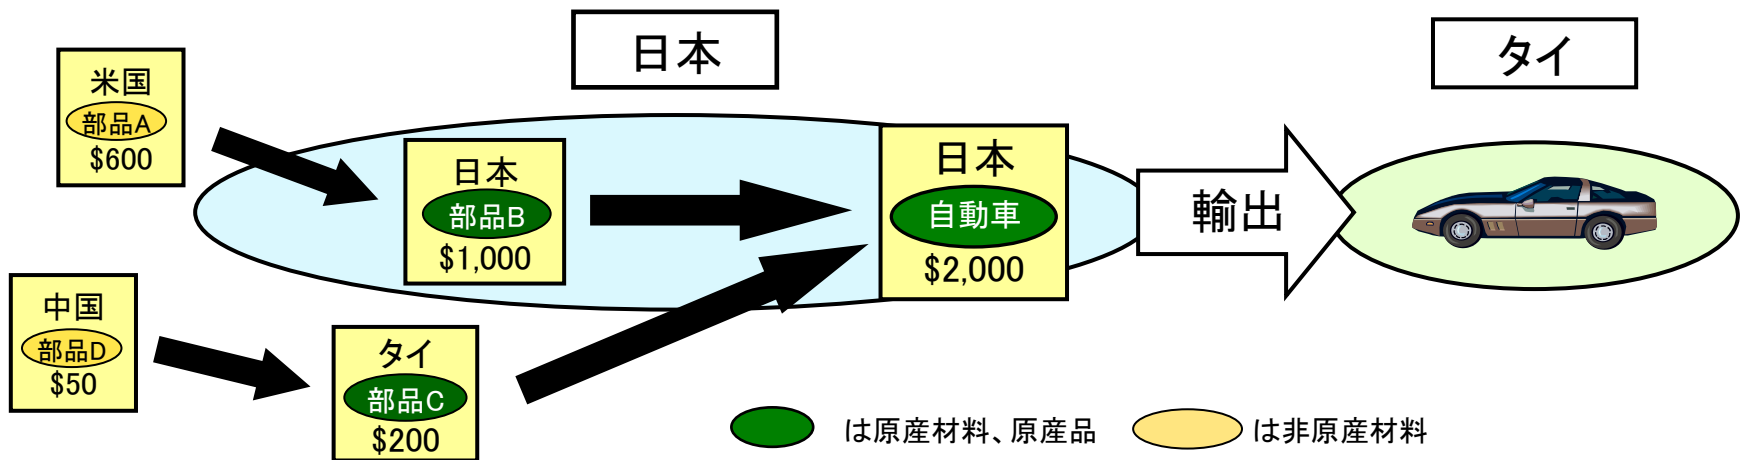 日本
タイ
米国
部品A
$600
日本
部品B
$1,000
日本
自動車
$2,000
輸出
中国
部品D
$50
タイ
部品C
$200
は原産材料、原産品
は非原産材料